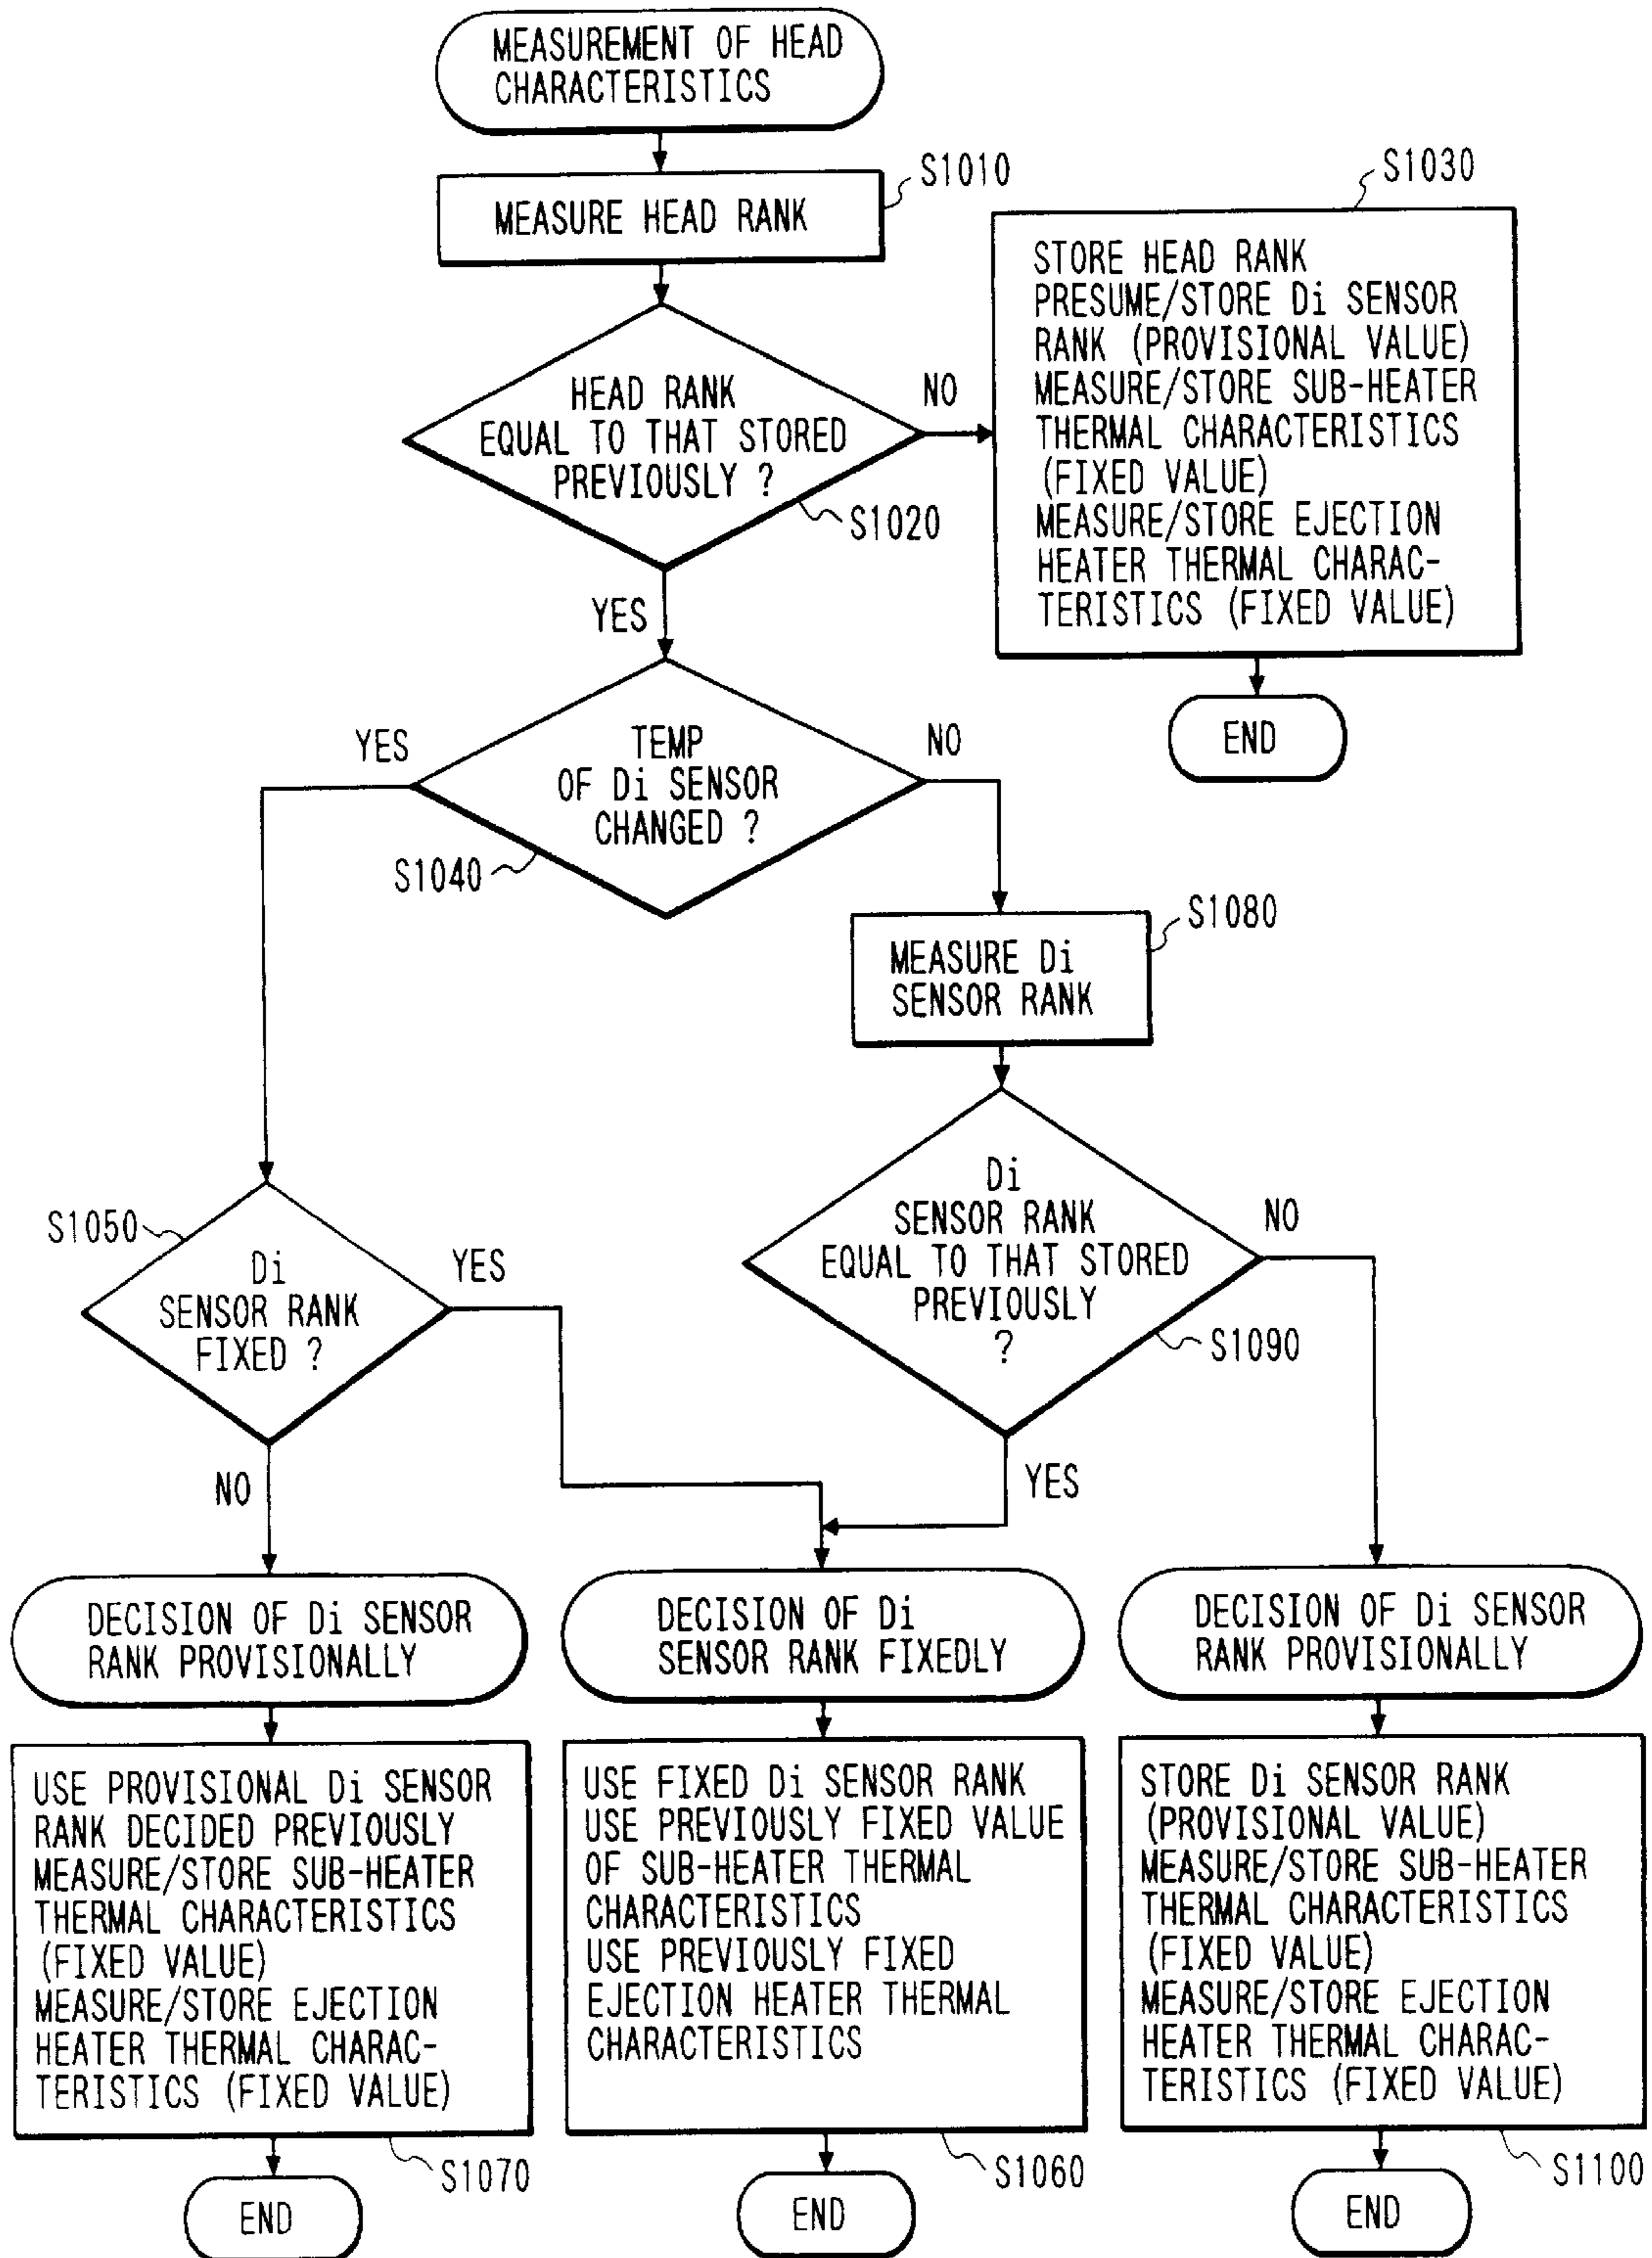 MEASUREMENT OF HEAD
CHARACTERISTICS
S1010
MEASURE HEAD RANK
S1030
STORE HEAD RANK
PRESUME/STORE Di SENSOR
RANK (PROVISIONAL VALUE)
MEASURE/STORE SUB-HEATER
THERMAL CHARACTERISTICS
(FIXED VALUE)
MEASURE/STORE EJECTION
HEATER THERMAL CHARAC-
TERISTICS (FIXED VALUE)
END
HEAD RANK
EQUAL TO THAT STORED
PREVIOUSLY ?
NO
S1020
YES
TEMP
OF Di SENSOR
CHANGED ?
YES
NO
S1040
S1080
MEASURE Di
SENSOR RANK
S1050
Di
SENSOR RANK
FIXED ?
YES
NO
Di
SENSOR RANK
EQUAL TO THAT STORED
PREVIOUSLY
?
NO
S1090
YES
DECISION OF Di SENSOR
RANK PROVISIONALLY
DECISION OF Di
SENSOR RANK FIXEDLY
DECISION OF Di SENSOR
RANK PROVISIONALLY
USE PROVISIONAL Di SENSOR
RANK DECIDED PREVIOUSLY
MEASURE/STORE SUB-HEATER
THERMAL CHARACTERISTICS
(FIXED VALUE)
MEASURE/STORE EJECTION
HEATER THERMAL CHARAC-
TERISTICS (FIXED VALUE)
S1070
END
USE FIXED Di SENSOR RANK
USE PREVIOUSLY FIXED VALUE
OF SUB-HEATER THERMAL
CHARACTERISTICS
USE PREVIOUSLY FIXED
EJECTION HEATER THERMAL
CHARACTERISTICS
S1060
END
STORE Di SENSOR RANK
(PROVISIONAL VALUE)
MEASURE/STORE SUB-HEATER
THERMAL CHARACTERISTICS
(FIXED VALUE)
MEASURE/STORE EJECTION
HEATER THERMAL CHARAC-
TERISTICS (FIXED VALUE)
S1100
END